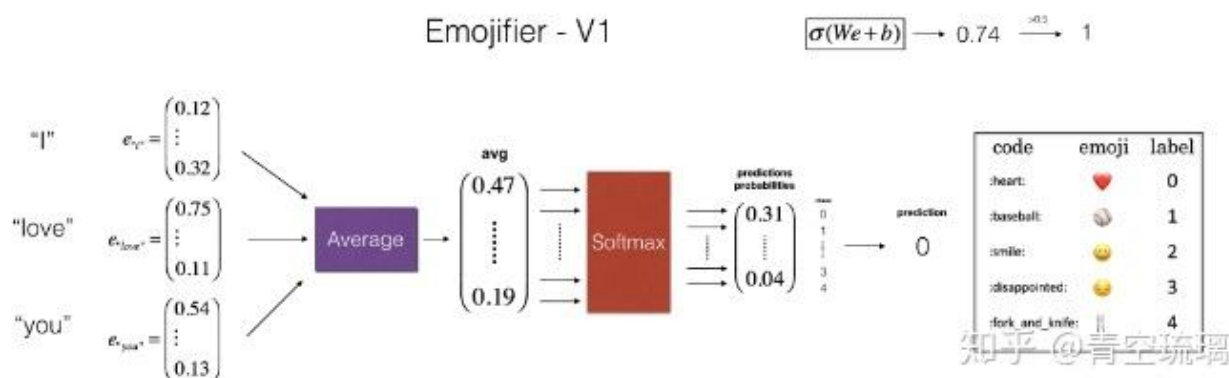 Emojifier - V1
σ(We+b) → 0.74 →>0.5 1
"I"
e"I" = (0.12 ⋮ 0.32)
"love"
e"love" = (0.75 ⋮ 0.11)
"you"
e"you" = (0.54 ⋮ 0.13)
Average
avg
0.47
⋮
0.19
Softmax
predictions
probabilities
0.31
⋮
0.04
0
1
⋮
3
4
prediction
0
code emoji label
:heart: ❤️ 0
:baseball: ⚾ 1
:smile: 😄 2
:disappointed: 😞 3
:fork_and_knife: 🍴 4
知乎 @青空琉璃